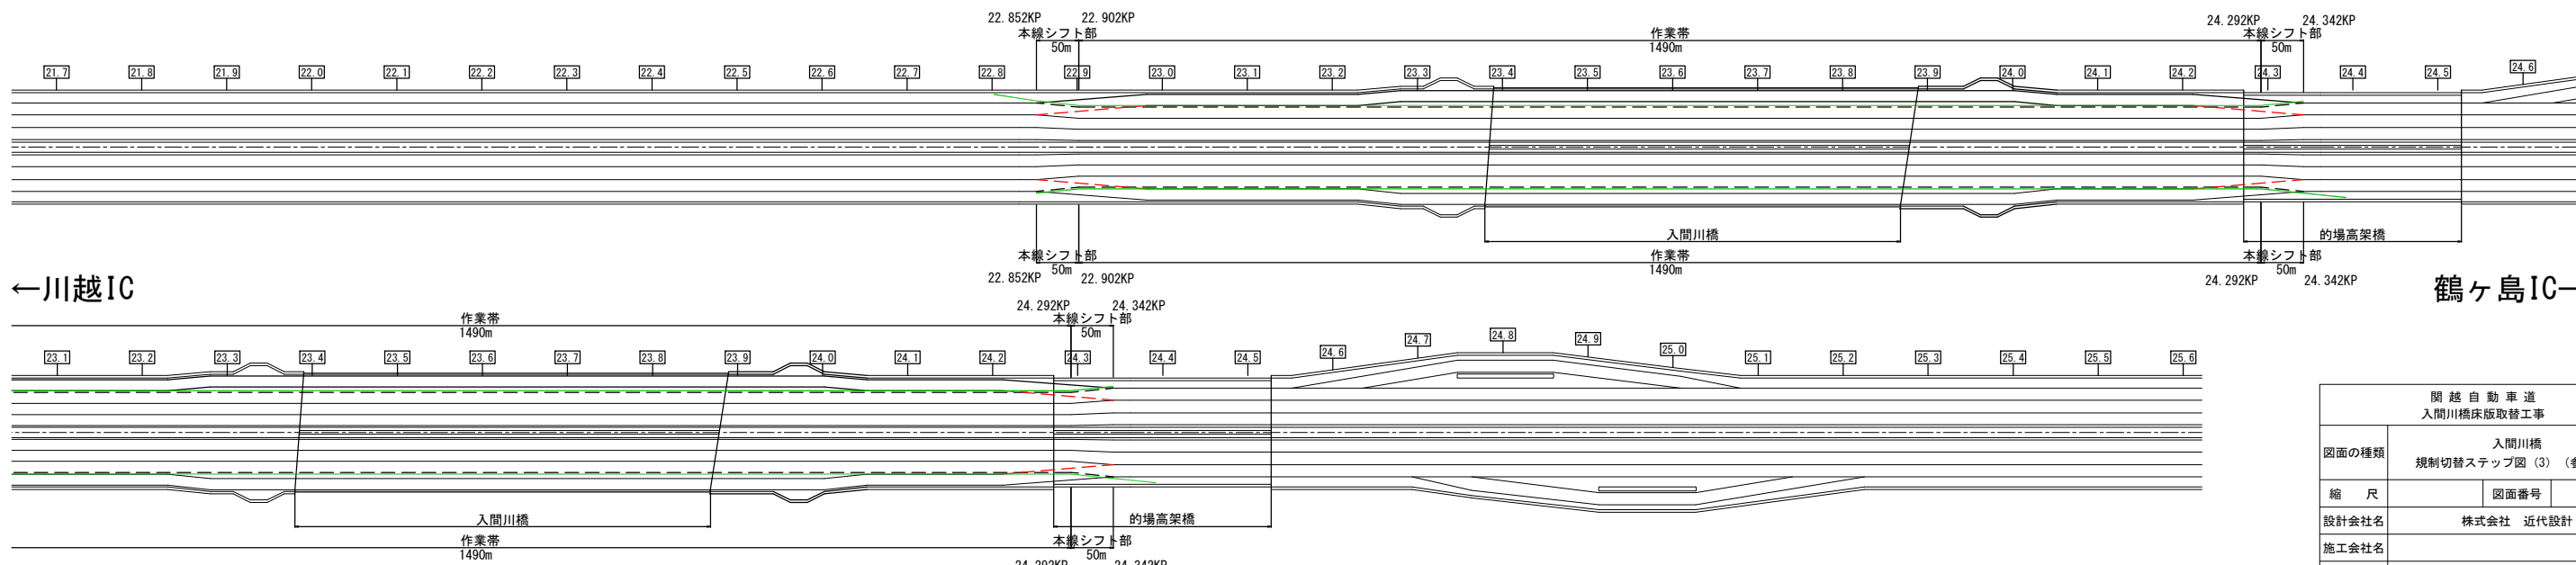 22.852KP 22.902KP 24.292KP 24.342KP
本線シフト部 作業帯 本線シフト部
50m 1490m 50m
21.7 21.8 21.9 22.0 22.1 22.2 22.3 22.4 22.5 22.6 22.7 22.8 22.9 23.0 23.1 23.2 23.3 23.4 23.5 23.6 23.7 23.8 23.9 24.0 24.1 24.2 24.3 24.4 24.5 24.6
入間川橋 的場高架橋
本線シフト部 作業帯 本線シフト部
50m 1490m 50m
22.852KP 22.902KP 24.292KP 24.342KP
←川越IC 鶴ヶ島IC
24.292KP 24.342KP
作業帯 本線シフト部
1490m 50m
23.1 23.2 23.3 23.4 23.5 23.6 23.7 23.8 23.9 24.0 24.1 24.2 24.3 24.4 24.5 24.6 24.7 24.8 24.9 25.0 25.1 25.2 25.3 25.4 25.5 25.6
入間川橋 的場高架橋
作業帯 本線シフト部
1490m 50m
24.292KP 24.342KP
関越自動車道
入間川橋床版取替工事
図面の種類 入間川橋
規制切替ステップ図（3）
縮 尺 図面番号
設計会社名 株式会社 近代設計
施工会社名